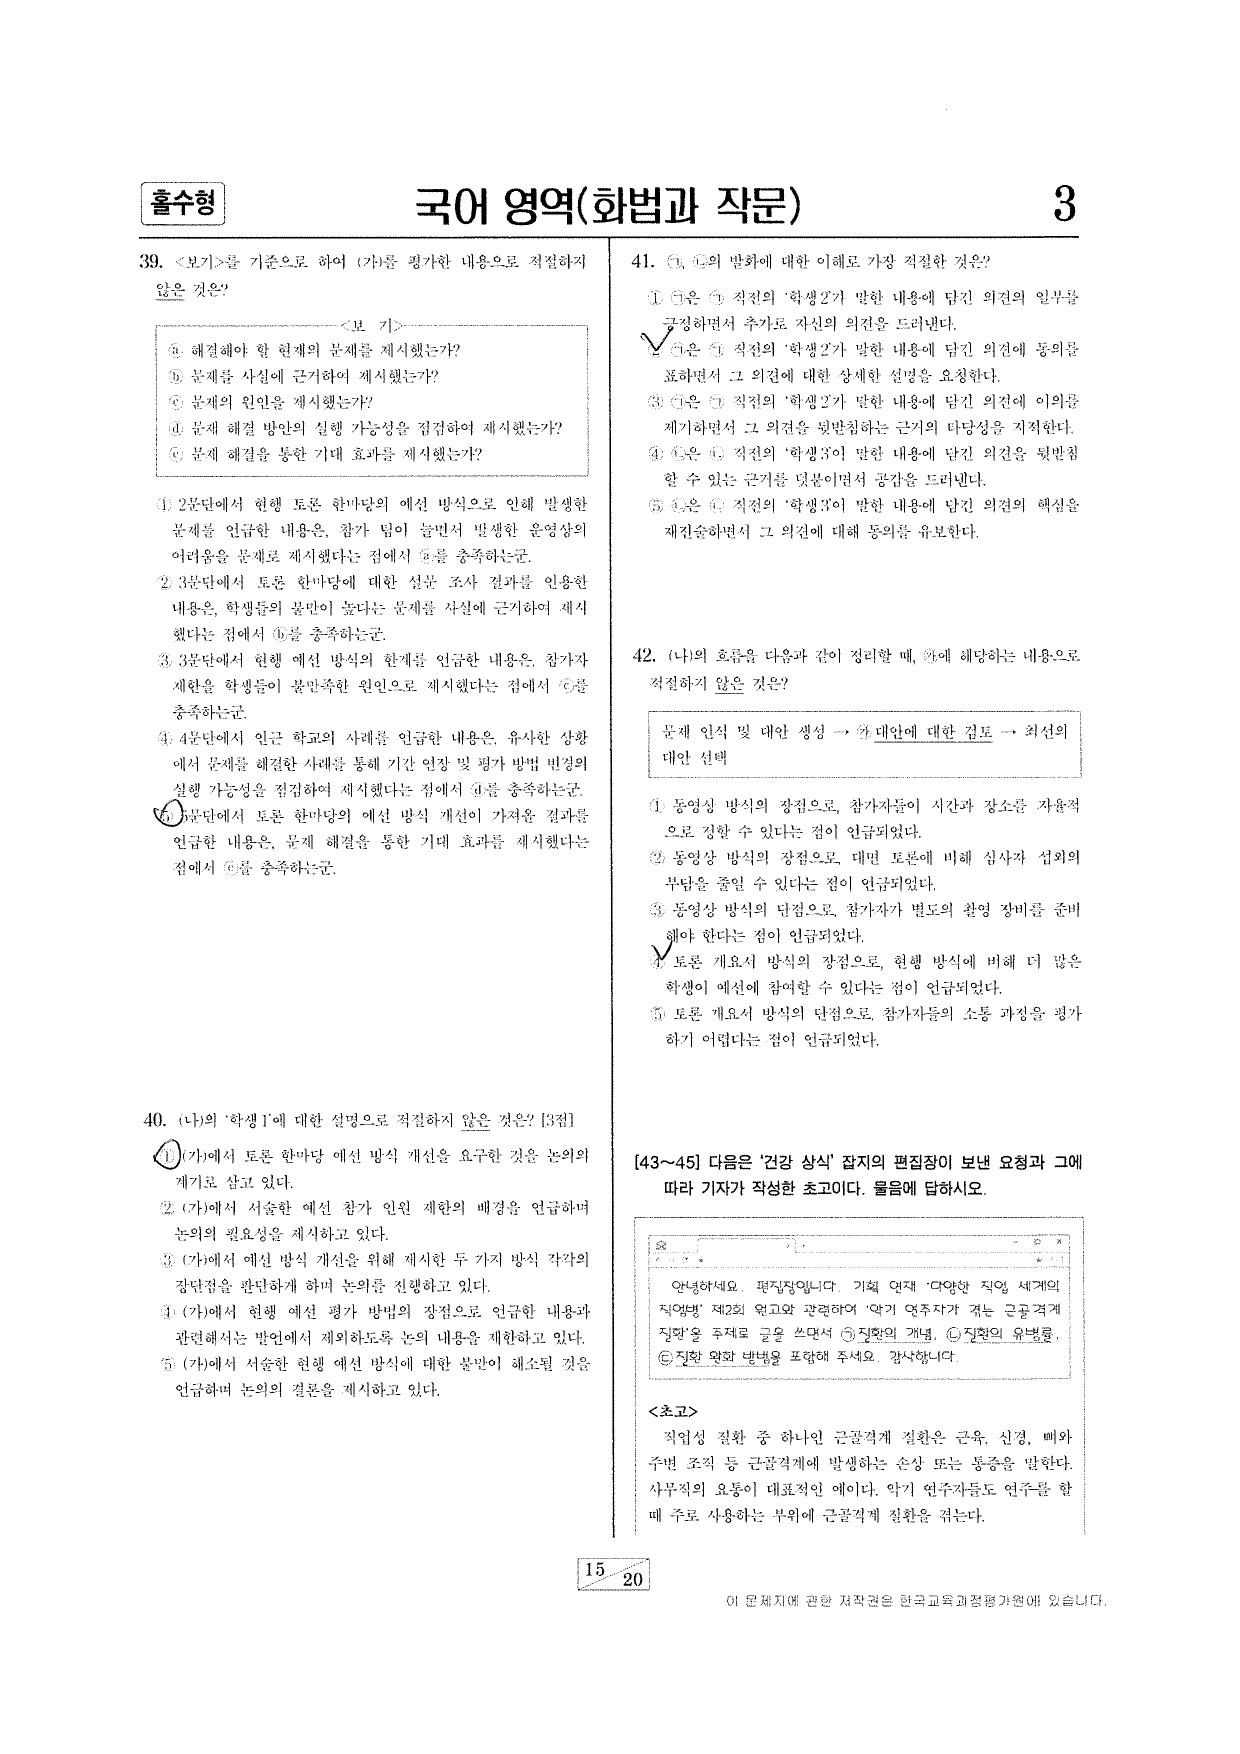 홀수형
국어 영역(화법과 작문)
3
39. <보기>를 기준으로 하여 (가)를 평가한 내용으로 적절하지
않은 것은?
<보 기>
ⓐ 해결해야 할 현재의 문제를 제시했는가?
ⓑ 문제를 사실에 근거하여 제시했는가?
ⓒ 문제의 원인을 제시했는가?
ⓓ 문제 해결 방안의 실행 가능성을 점검하여 제시했는가?
ⓔ 문제 해결을 통한 기대 효과를 제시했는가?
① 2문단에서 현행 토론 한마당의 예선 방식으로 인해 발생한
문제를 언급한 내용은, 참가 팀이 늘면서 발생한 운영상의
어려움을 문제로 제시했다는 점에서 ⓐ를 충족하는군.
② 3문단에서 토론 한마당에 대한 설문 조사 결과를 인용한
내용은, 학생들의 불만이 높다는 문제를 사실에 근거하여 제시
했다는 점에서 ⓑ를 충족하는군.
③ 3문단에서 현행 예선 방식의 한계를 언급한 내용은, 참가자
제한을 학생들이 불만족한 원인으로 제시했다는 점에서 ⓒ를
충족하는군.
④ 4문단에서 인근 학교의 사례를 언급한 내용은, 유사한 상황
에서 문제를 해결한 사례를 통해 기간 연장 및 평가 방법 변경의
실행 가능성을 점검하여 제시했다는 점에서 ⓓ를 충족하는군.
⑤ 5문단에서 토론 한마당의 예선 방식 개선이 가져올 결과를
언급한 내용은, 문제 해결을 통한 기대 효과를 제시했다는
점에서 ⓔ를 충족하는군.
40. (나)의 ‘학생 1’에 대한 설명으로 적절하지 않은 것은? [3점]
① (가)에서 토론 한마당 예선 방식 개선을 요구한 것을 논의의
계기로 삼고 있다.
② (가)에서 서술한 예선 참가 인원 제한의 배경을 언급하며
논의의 필요성을 제시하고 있다.
③ (가)에서 예선 방식 개선을 위해 제시한 두 가지 방식 각각의
장단점을 판단하게 하며 논의를 진행하고 있다.
④ (가)에서 현행 예선 평가 방법의 장점으로 언급한 내용과
관련해서는 발언에서 제외하도록 논의 내용을 제한하고 있다.
⑤ (가)에서 서술한 현행 예선 방식에 대한 불만이 해소될 것을
언급하며 논의의 결론을 제시하고 있다.
41. ㉠, ㉡의 발화에 대한 이해로 가장 적절한 것은?
① ㉠은 ㉠ 직전의 ‘학생 2’가 말한 내용에 담긴 의견의 일부를
긍정하면서 추가로 자신의 의견을 드러낸다.
② ㉠은 ㉠ 직전의 ‘학생 2’가 말한 내용에 담긴 의견에 동의를
표하면서 그 의견에 대한 상세한 설명을 요청한다.
③ ㉠은 ㉠ 직전의 ‘학생 2’가 말한 내용에 담긴 의견에 이의를
제기하면서 그 의견을 뒷받침하는 근거의 타당성을 지적한다.
④ ㉡은 ㉡ 직전의 ‘학생 3’이 말한 내용에 담긴 의견을 뒷받침
할 수 있는 근거를 덧붙이면서 공감을 드러낸다.
⑤ ㉡은 ㉡ 직전의 ‘학생 3’이 말한 내용에 담긴 의견의 핵심을
재진술하면서 그 의견에 대해 동의를 유보한다.
42. (나)의 흐름을 다음과 같이 정리할 때, ㉮에 해당하는 내용으로
적절하지 않은 것은?
문제 인식 및 대안 생성 → ㉮ 대안에 대한 검토 → 최선의
대안 선택
① 동영상 방식의 장점으로, 참가자들이 시간과 장소를 자율적
으로 정할 수 있다는 점이 언급되었다.
② 동영상 방식의 장점으로, 대면 토론에 비해 심사자 섭외의
부담을 줄일 수 있다는 점이 언급되었다.
③ 동영상 방식의 단점으로, 참가자가 별도의 촬영 장비를 준비
해야 한다는 점이 언급되었다.
④ 토론 개요서 방식의 장점으로, 현행 방식에 비해 더 많은
학생이 예선에 참여할 수 있다는 점이 언급되었다.
⑤ 토론 개요서 방식의 단점으로, 참가자들의 소통 과정을 평가
하기 어렵다는 점이 언급되었다.
[43～45] 다음은 ‘건강 상식’ 잡지의 편집장이 보낸 요청과 그에
따라 기자가 작성한 초고이다. 물음에 답하시오.
안녕하세요. 편집장입니다. 기획 연재 ‘다양한 직업 세계의
직업병’ 제2회 원고와 관련하여 ‘악기 연주자가 겪는 근골격계
질환’을 주제로 글을 쓰면서 ㉠질환의 개념, ㉡질환의 유병률,
㉢질환 완화 방법을 포함해 주세요. 감사합니다.
<초고>
직업성 질환 중 하나인 근골격계 질환은 근육, 신경, 뼈와
주변 조직 등 근골격계에 발생하는 손상 또는 통증을 말한다.
사무직의 요통이 대표적인 예이다. 악기 연주자들도 연주를 할
때 주로 사용하는 부위에 근골격계 질환을 겪는다.
15
20
이 문제지에 관한 저작권은 한국교육과정평가원에 있습니다.